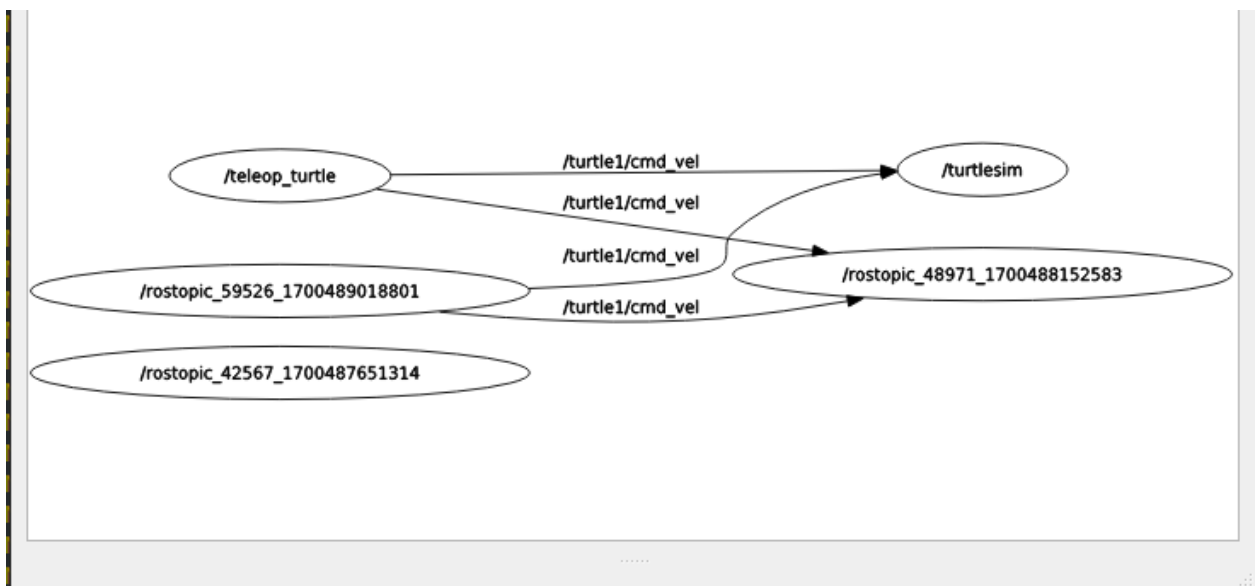 /teleop_turtle
/turtle1/cmd_vel
/turtlesim
/turtle1/cmd_vel
/turtle1/cmd_vel
/rostopic_48971_1700488152583
/rostopic_59526_1700489018801
/turtle1/cmd_vel
/rostopic_42567_1700487651314